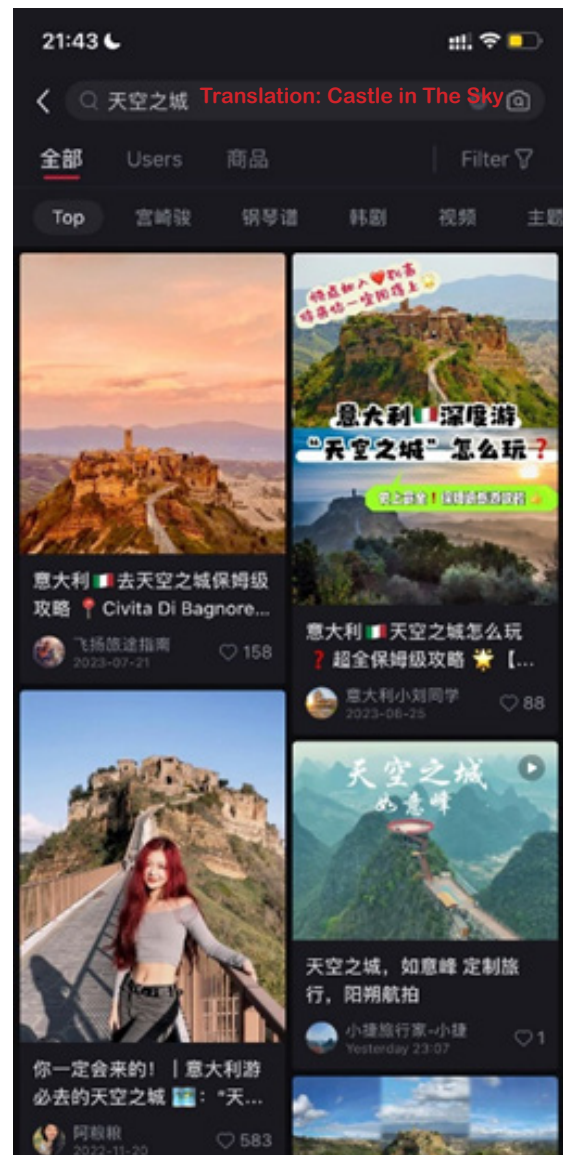 21:43
天空之城 Translation: Castle in The Sky
全部 Users 商品 Filter
Top 宫崎骏 钢琴谱 韩剧 视频 主题
意大利🇮🇹去天空之城保姆级
攻略 📍 Civita Di Bagnore...
飞扬旅途指南
2023-07-21
158
你一定会来的！｜意大利游
必去的天空之城 🗺️："天...
阿粮粮
2022-11-20
583
意大利🇮🇹深度游
“天空之城”怎么玩❓
意大利🇮🇹天空之城怎么玩
❓超全保姆级攻略 🌟【...
意大利小刘同学
2023-06-25
88
天空之城
如意峰
天空之城，如意峰 定制旅
行，阳朔航拍
小捷旅行家-小捷
Yesterday 23:07
1